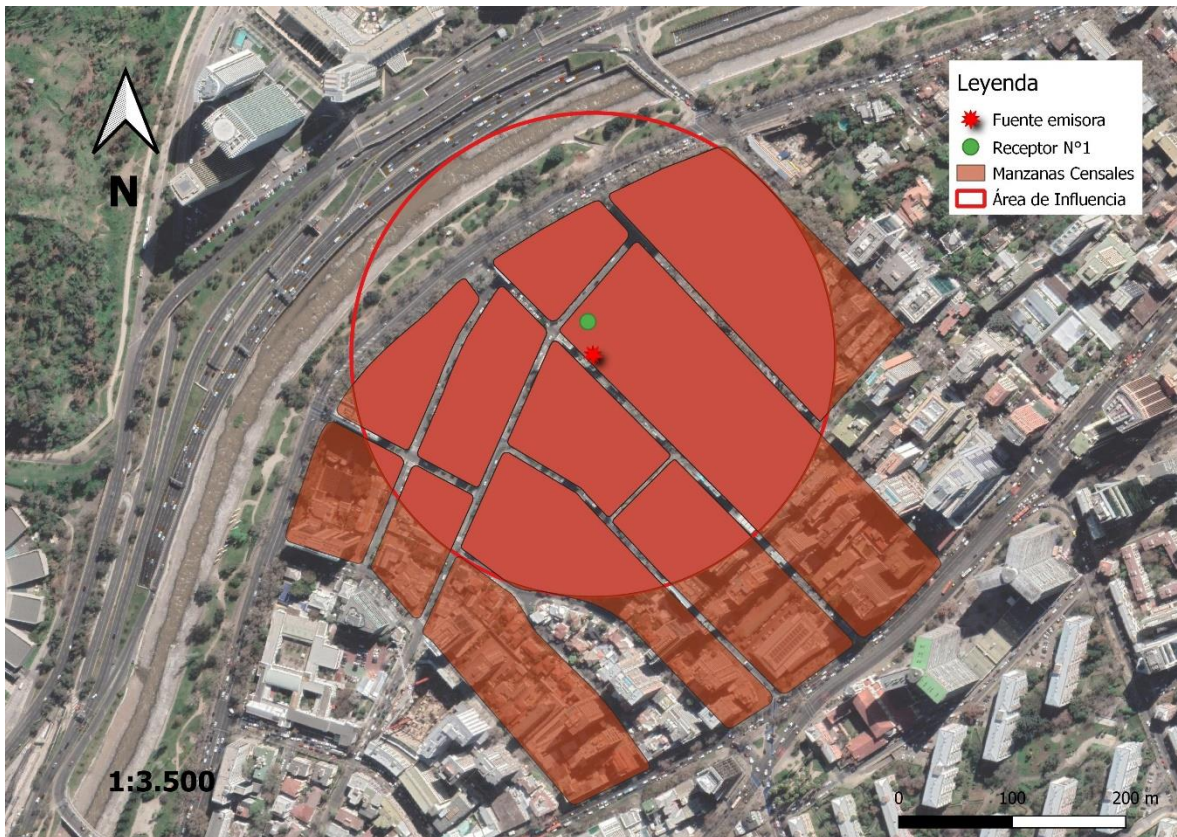 Leyenda
Fuente emisora
Receptor N°1
Manzanas Censales
Área de Influencia
N
1:3.500
0 100 200 m